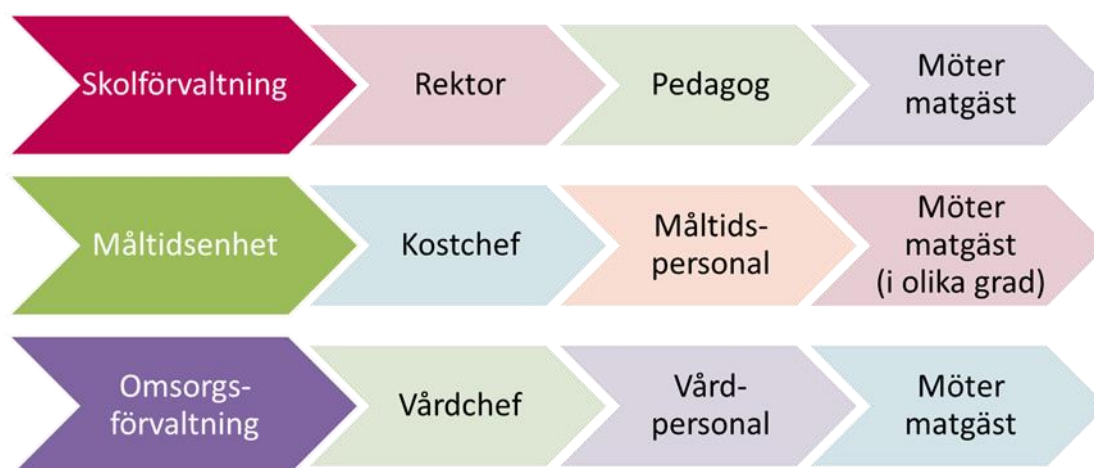 Skolförvaltning
Rektor
Pedagog
Möter
matgäst
Måltidsenhet
Kostchef
Måltids-
personal
Möter
matgäst
(i olika grad)
Omsorgs-
förvaltning
Vårdchef
Vård-
personal
Möter
matgäst